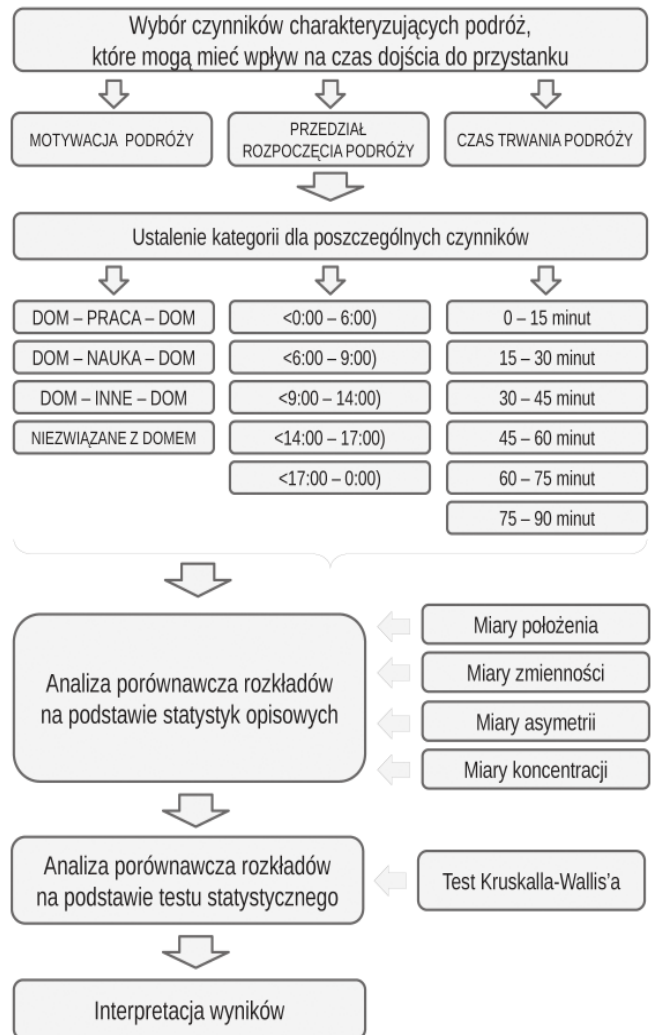 Wybór czynników charakteryzujących podróż,
które mogą mieć wpływ na czas dojścia do przystanku
MOTYWACJA PODRÓŻY
PRZEDZIAŁ
ROZPOCZĘCIA PODRÓŻY
CZAS TRWANIA PODRÓŻY
Ustalenie kategorii dla poszczególnych czynników
DOM – PRACA – DOM
DOM – NAUKA – DOM
DOM – INNE – DOM
NIEZWIĄZANE Z DOMEM
<0:00 – 6:00)
<6:00 – 9:00)
<9:00 – 14:00)
<14:00 – 17:00)
<17:00 – 0:00)
0 – 15 minut
15 – 30 minut
30 – 45 minut
45 – 60 minut
60 – 75 minut
75 – 90 minut
Analiza porównawcza rozkładów
na podstawie statystyk opisowych
Miary położenia
Miary zmienności
Miary asymetrii
Miary koncentracji
Analiza porównawcza rozkładów
na podstawie testu statystycznego
Test Kruskalla-Wallis’a
Interpretacja wyników